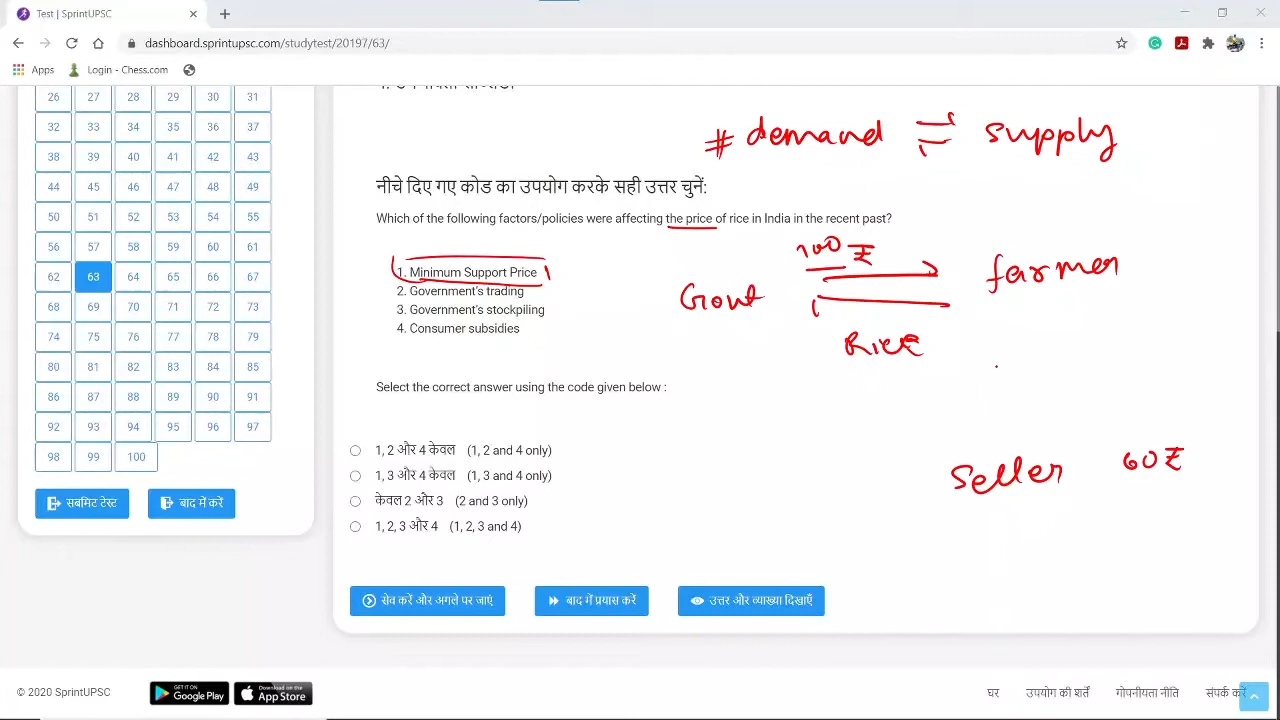 Test | SprintUPSC
dashboard.sprintupsc.com/studytest/20197/63/
Apps Login - Chess.com
26 27 28 29 30 31
32 33 34 35 36 37
38 39 40 41 42 43
44 45 46 47 48 49
50 51 52 53 54 55
56 57 58 59 60 61
62 63 64 65 66 67
68 69 70 71 72 73
74 75 76 77 78 79
80 81 82 83 84 85
86 87 88 89 90 91
92 93 94 95 96 97
98 99 100
सबमिट टेस्ट बाद में करें
# demand ⇌ supply
नीचे दिए गए कोड का उपयोग करके सही उत्तर चुनें:
Which of the following factors/policies were affecting the price of rice in India in the recent past?
1. Minimum Support Price
2. Government's trading
3. Government's stockpiling
4. Consumer subsidies
100 ₹
Govt farmer
Rice
Select the correct answer using the code given below :
1, 2 और 4 केवल (1, 2 and 4 only)
1, 3 और 4 केवल (1, 3 and 4 only)
केवल 2 और 3 (2 and 3 only)
1, 2, 3 और 4 (1, 2, 3 and 4)
Seller 60₹
सेव करें और अगले पर जाएं बाद में प्रयास करें उत्तर और व्याख्या दिखाएँ
© 2020 SprintUPSC
GET IT ON
Google Play
Download on the
App Store
घर उपयोग की शर्तें गोपनीयता नीति संपर्क करें